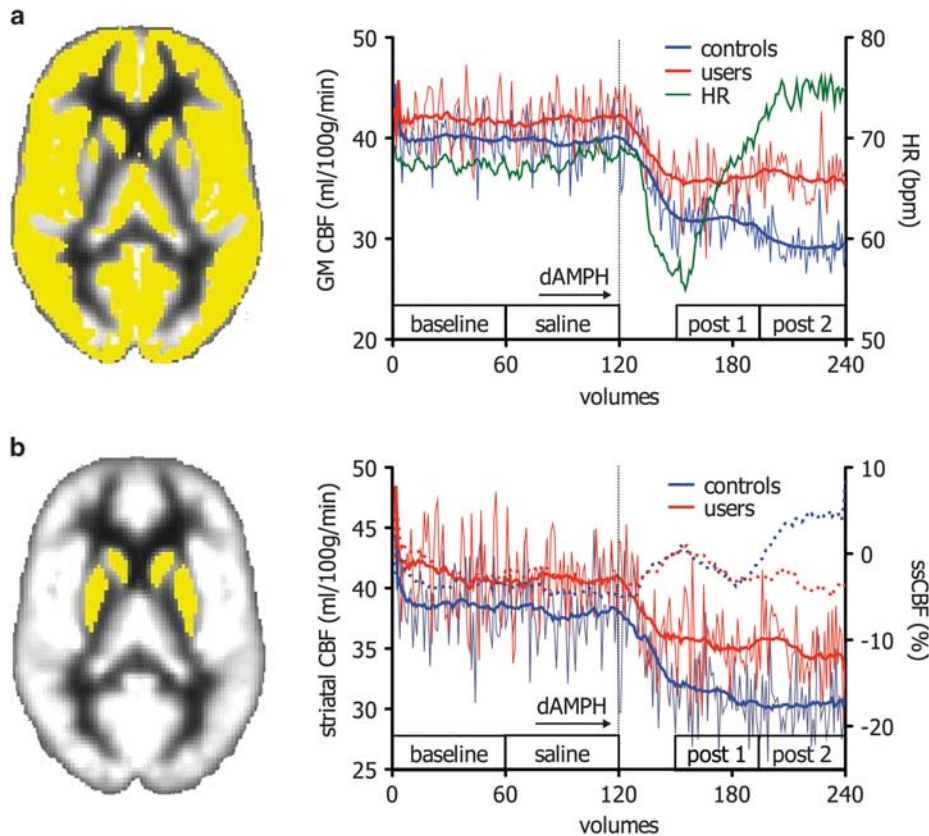 a
50
40
30
20
GM CBF (ml/100g/min)
controls
users
HR
80
70
60
50
HR (bpm)
dAMPH
baseline
saline
post 1
post 2
0
60
120
180
240
volumes
b
50
45
40
35
30
25
striatal CBF (ml/100g/min)
controls
users
10
0
-10
-20
ssCBF (%)
dAMPH
baseline
saline
post 1
post 2
0
60
120
180
240
volumes